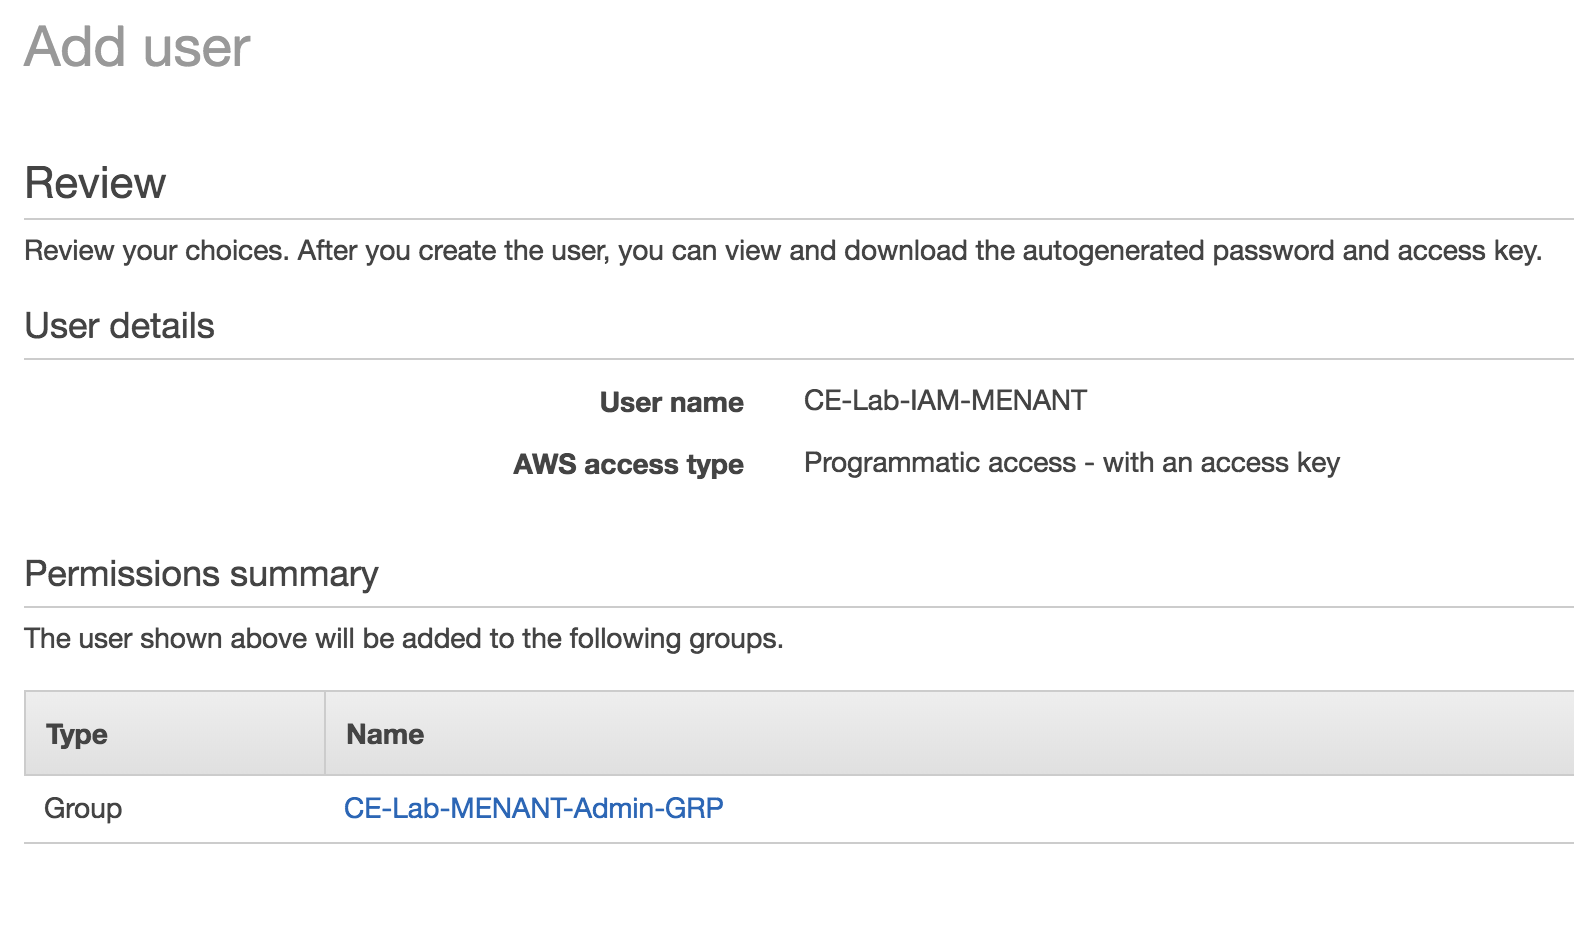 Add user
Review
Review your choices. After you create the user, you can view and download the autogenerated password and access key.
User details
User name CE-Lab-IAM-MENANT
AWS access type Programmatic access - with an access key
Permissions summary
The user shown above will be added to the following groups.
Type Name
Group CE-Lab-MENANT-Admin-GRP